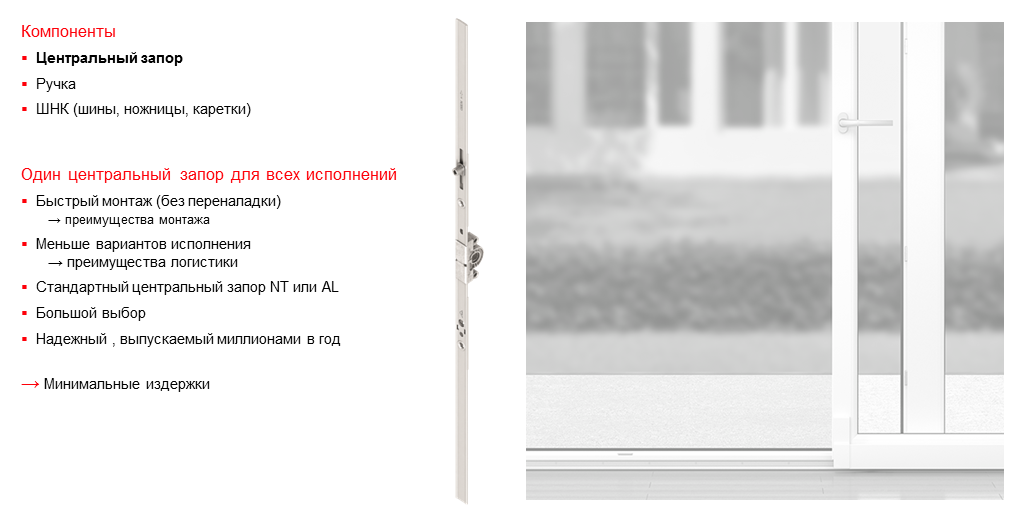 Компоненты
Центральный запор
Ручка
ШНК (шины, ножницы, каретки)
Один центральный запор для всех исполнений
Быстрый монтаж (без переналадки)
→ преимущества монтажа
Меньше вариантов исполнения
→ преимущества логистики
Стандартный центральный запор NT или AL
Большой выбор
Надежный , выпускаемый миллионами в год
→ Минимальные издержки